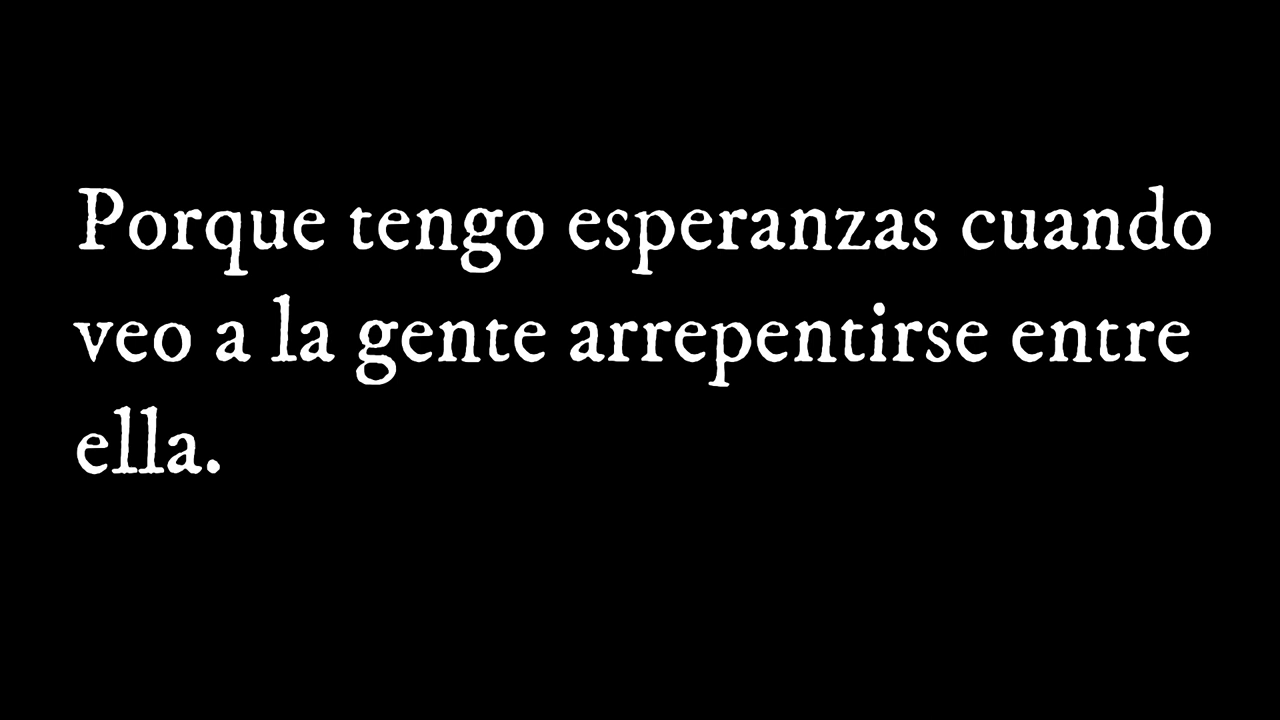 Porque tengo esperanzas cuando
veo a la gente arrepentirse entre
ella.